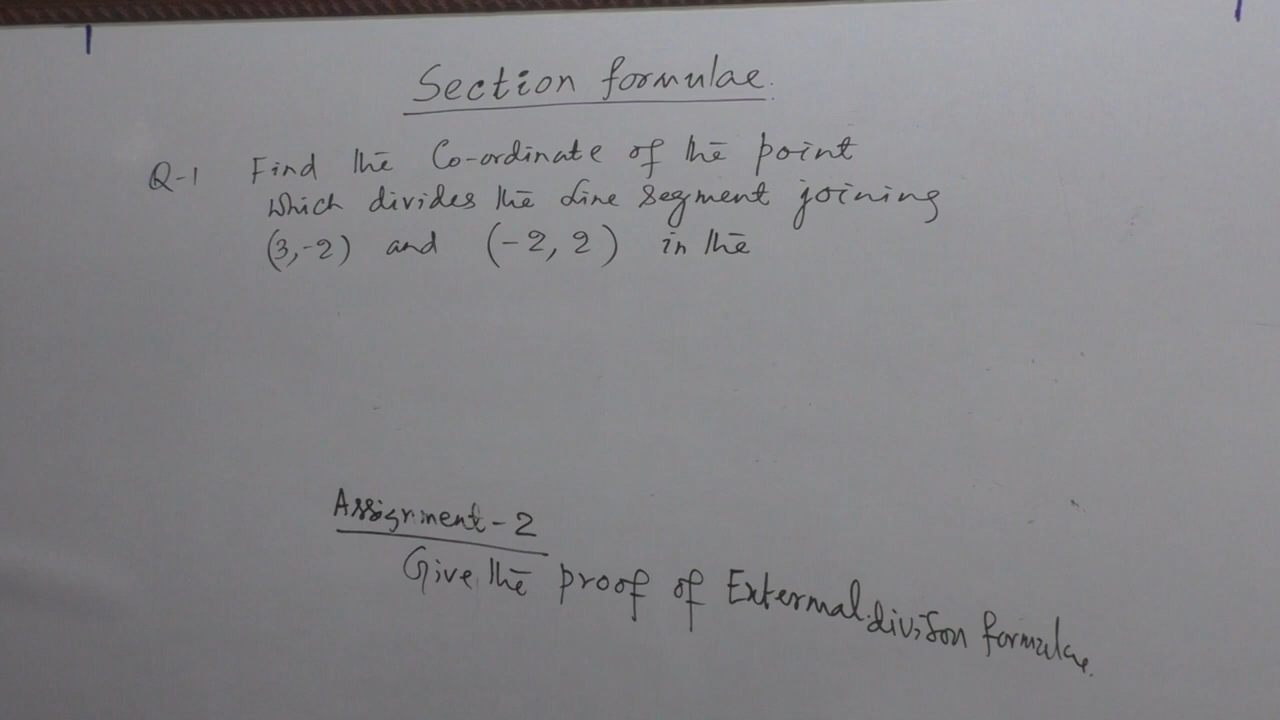 Section formulae.
Q-1 Find the Co-ordinate of the point
which divides the line segment joining
(3,-2) and (-2, 2) in the
Assignment-2
Give the proof of External division formulae.